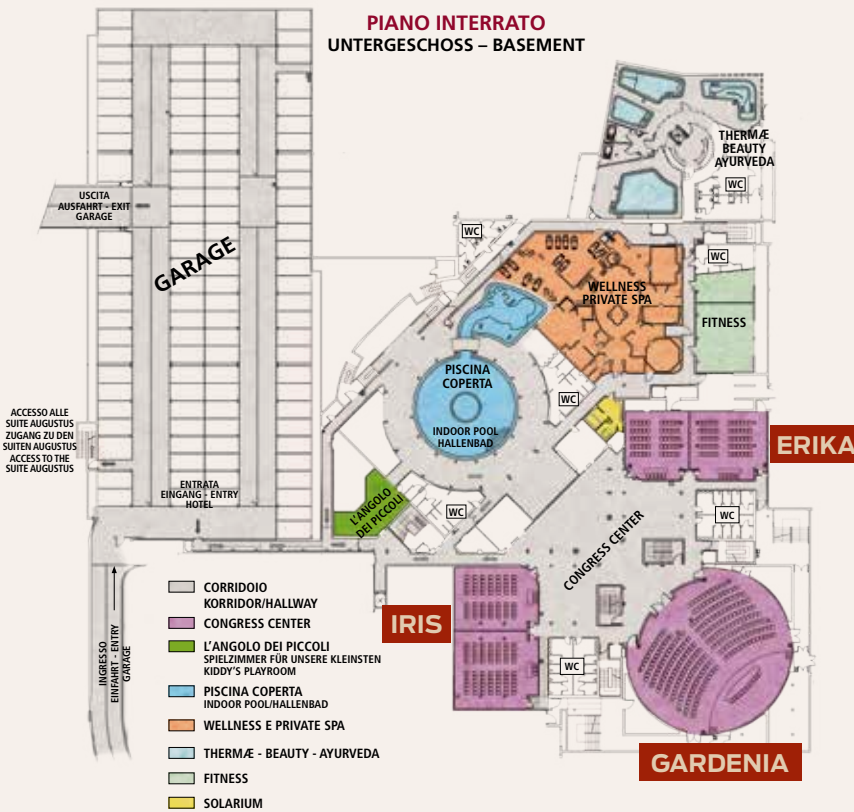 PIANO INTERRATO
UNTERGESCHOSS – BASEMENT
THERMÆ
BEAUTY
AYURVEDA
WC
USCITA
AUSFAHRT - EXIT
GARAGE
GARAGE
WC
WC
WELLNESS
PRIVATE SPA
FITNESS
PISCINA
COPERTA
INDOOR POOL
HALLENBAD
WC
ACCESSO ALLE
SUITE AUGUSTUS
ZUGANG ZU DEN
SUITEN AUGUSTUS
ACCESS TO THE
SUITE AUGUSTUS
ERIKA
ENTRATA
EINGANG - ENTRY
HOTEL
L'ANGOLO
DEI PICCOLI
WC
WC
CONGRESS CENTER
INGRESSO
EINFAHRT - ENTRY
GARAGE
IRIS
WC
GARDENIA
CORRIDOIO
KORRIDOR/HALLWAY
CONGRESS CENTER
L'ANGOLO DEI PICCOLI
SPIELZIMMER FÜR UNSERE KLEINSTEN
KIDDY'S PLAYROOM
PISCINA COPERTA
INDOOR POOL/HALLENBAD
WELLNESS E PRIVATE SPA
THERMÆ - BEAUTY - AYURVEDA
FITNESS
SOLARIUM